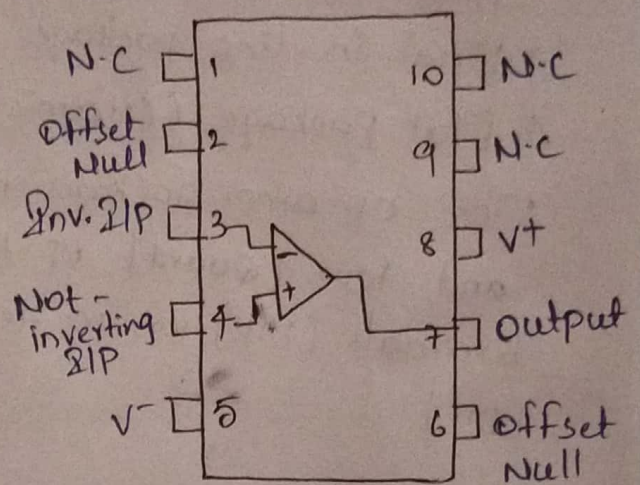 N.C 1
10 N.C
Offset
Null
2
9 N.C
Inv. I/P 3
8 V+
-
+
Not-
inverting
I/P
4
7 Output
V- 5
6 Offset
Null